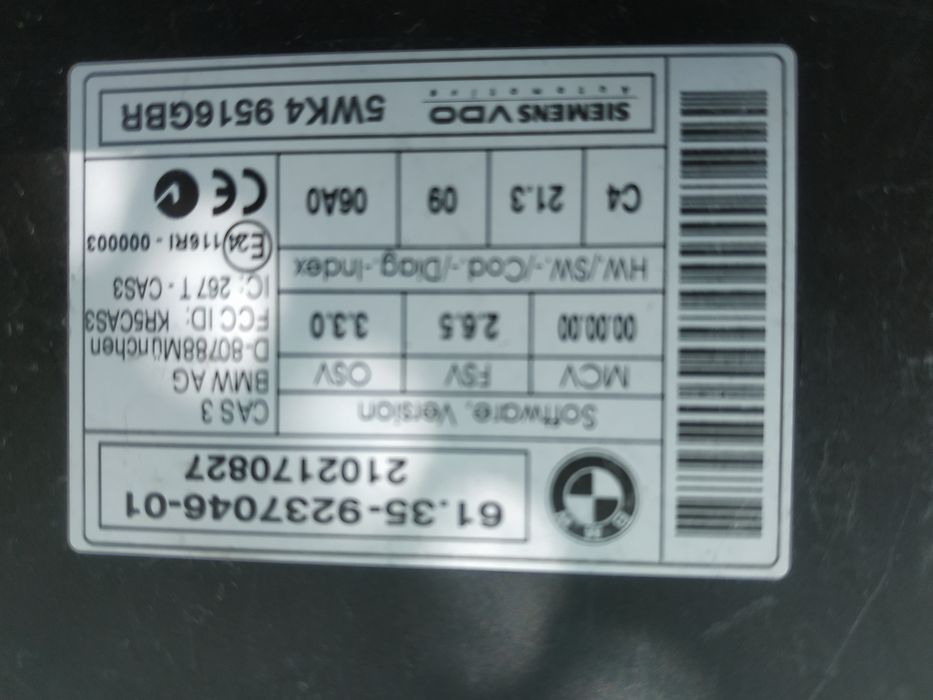 BMW
61.35-9237046-01
2102170827
Software, Version
MCV FSV OSV
00.00.00 2.6.5 3.3.0
HW./SW.-/Cod.-/Diag.-Index
C4 21.3 09 06A0
CAS 3
BMW AG
D-80788München
FCC ID: KR5CAS3
IC: 267 T - CAS3
E24 116RI - 000003
CE
SIEMENS VDO
Automotive
5WK4 9516GBR